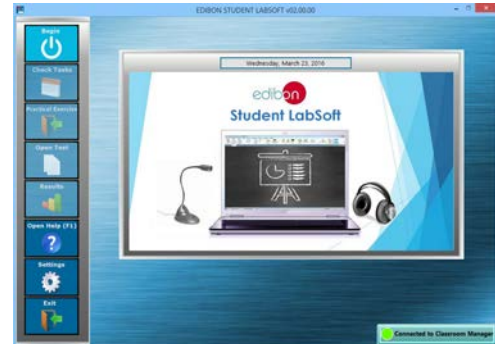 EDIBON STUDENT LABSOFT v02.00.00
Begin
Check Tasks
Practical Exercise
Open Test
Results
Open Help (F1)
Settings
Exit
Wednesday, March 23, 2016
edibon
Student LabSoft
Connected to Classroom Manager